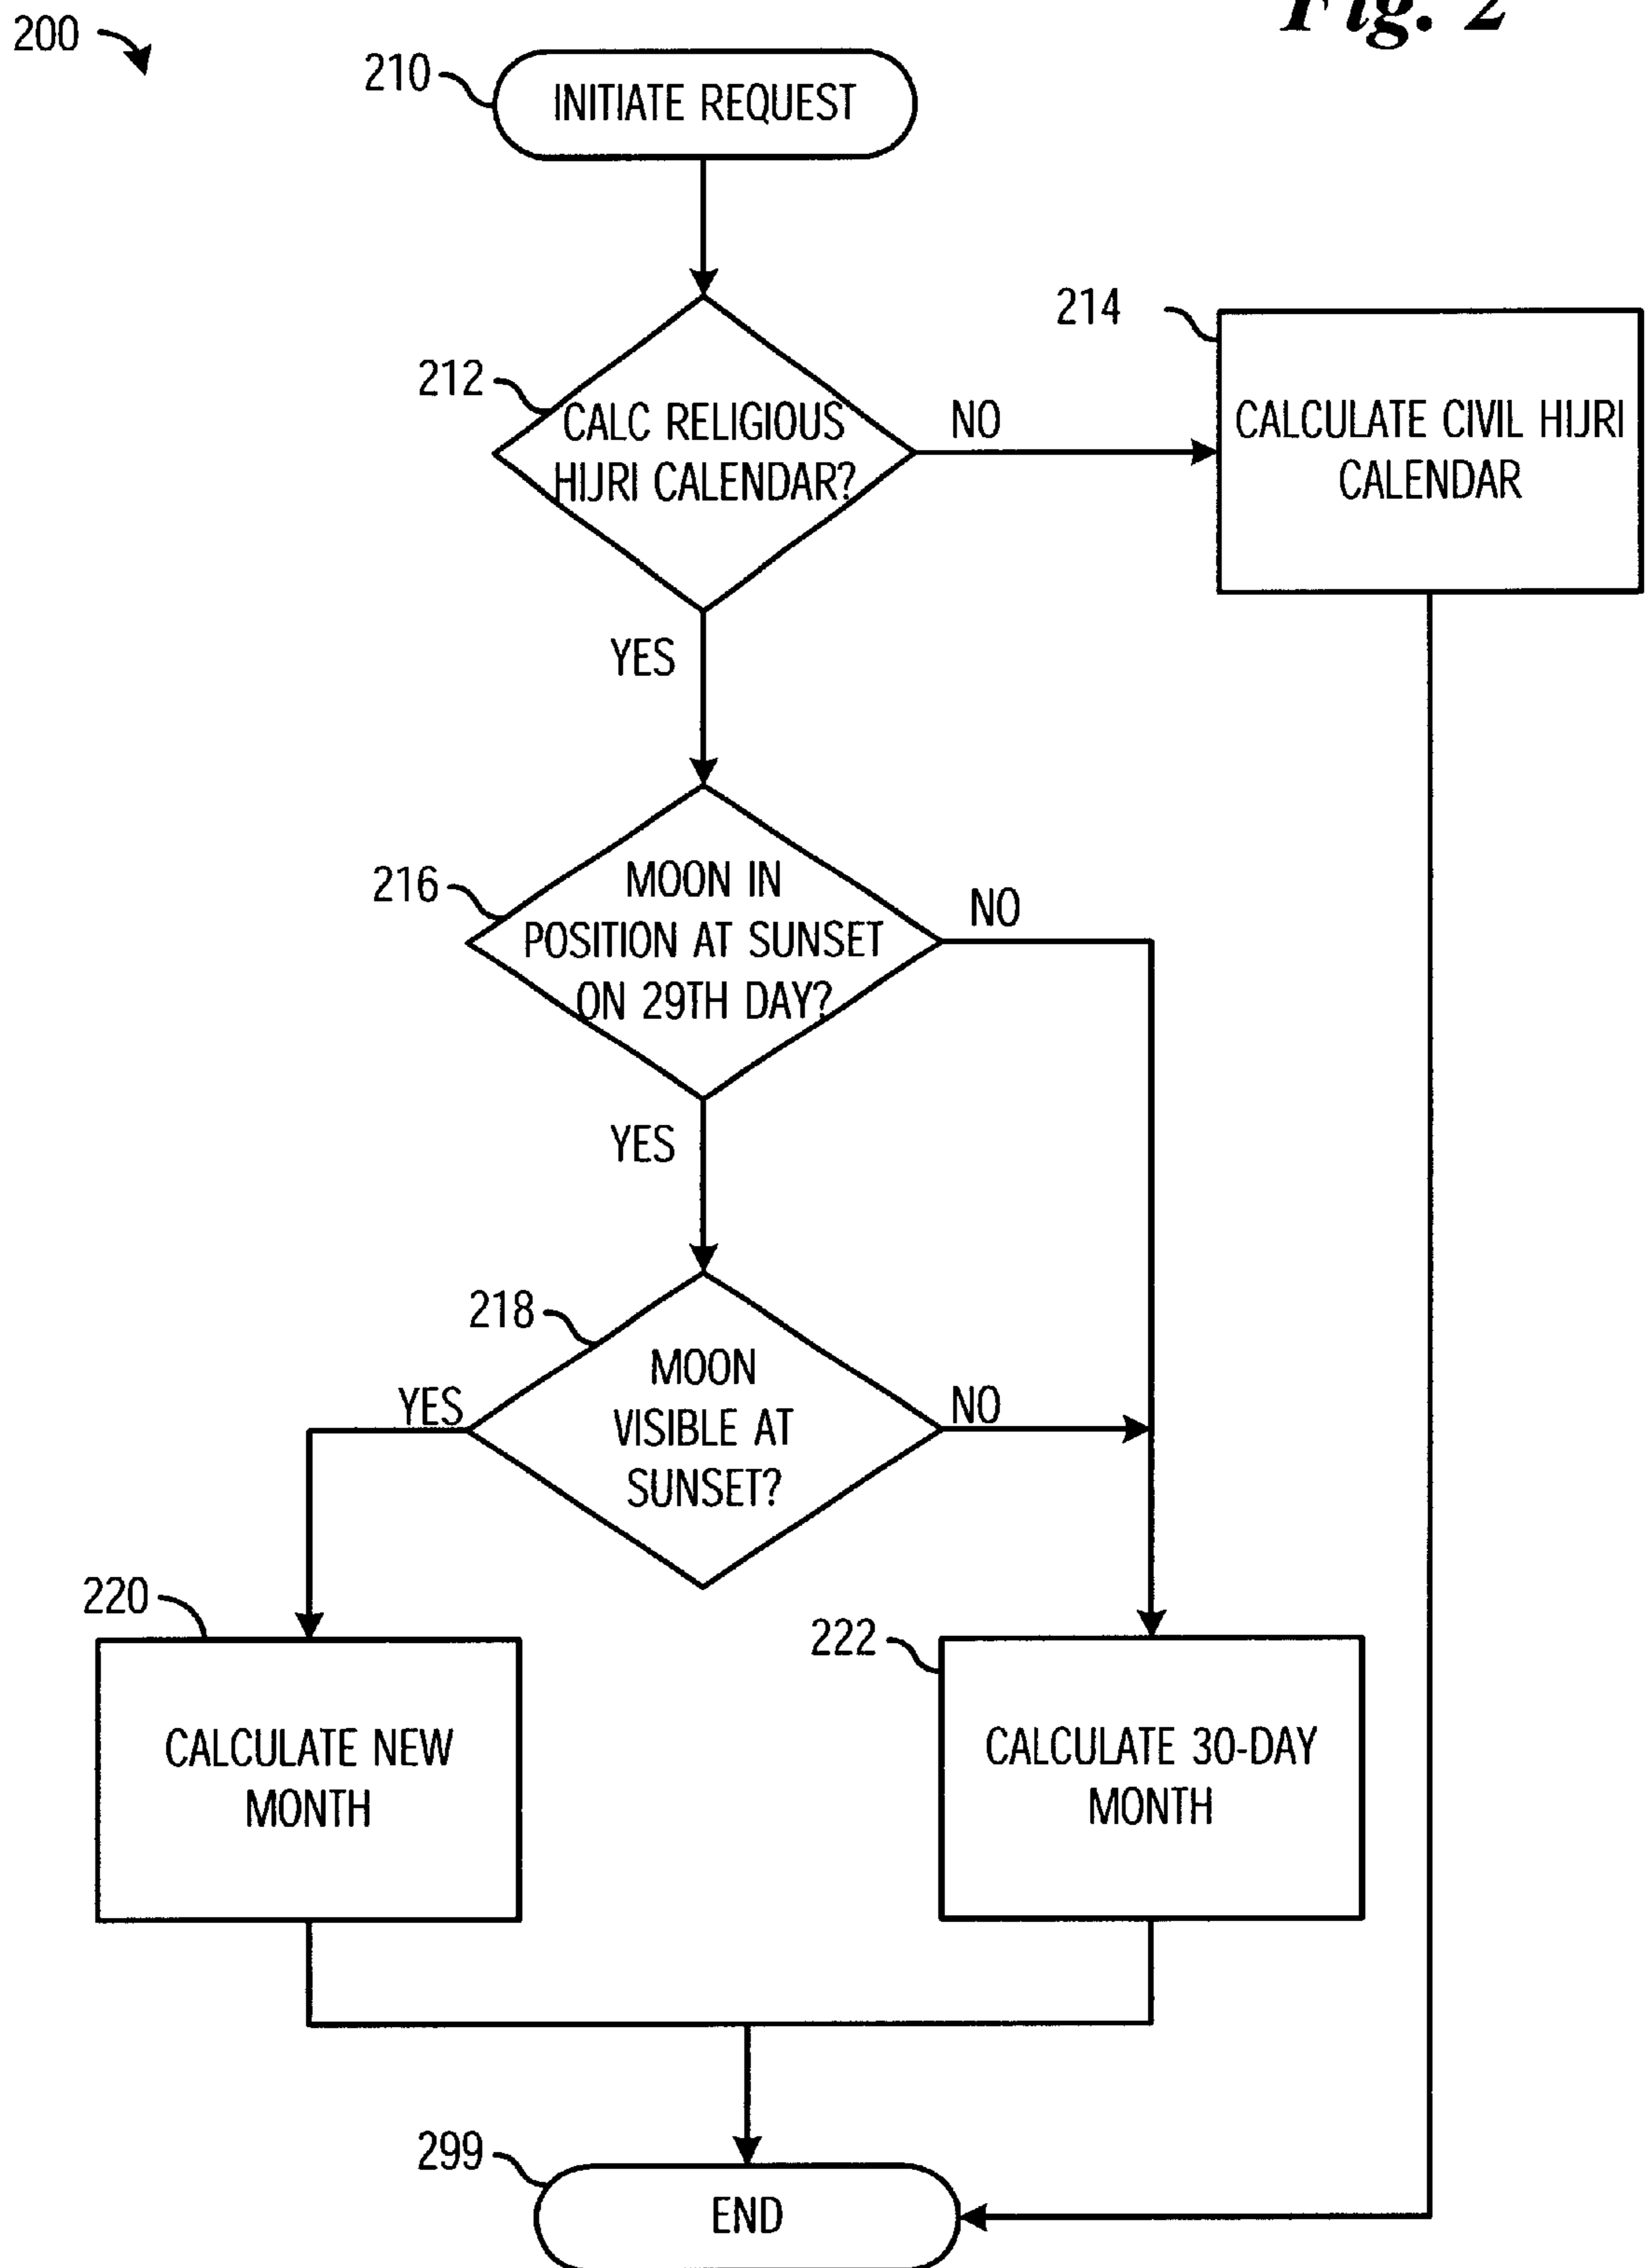 Fig. 2
200
210
INITIATE REQUEST
212
CALC RELIGIOUS
HIJRI CALENDAR?
NO
214
CALCULATE CIVIL HIJRI
CALENDAR
YES
216
MOON IN
POSITION AT SUNSET
ON 29TH DAY?
NO
YES
218
MOON
VISIBLE AT
SUNSET?
YES
NO
220
CALCULATE NEW
MONTH
222
CALCULATE 30-DAY
MONTH
299
END